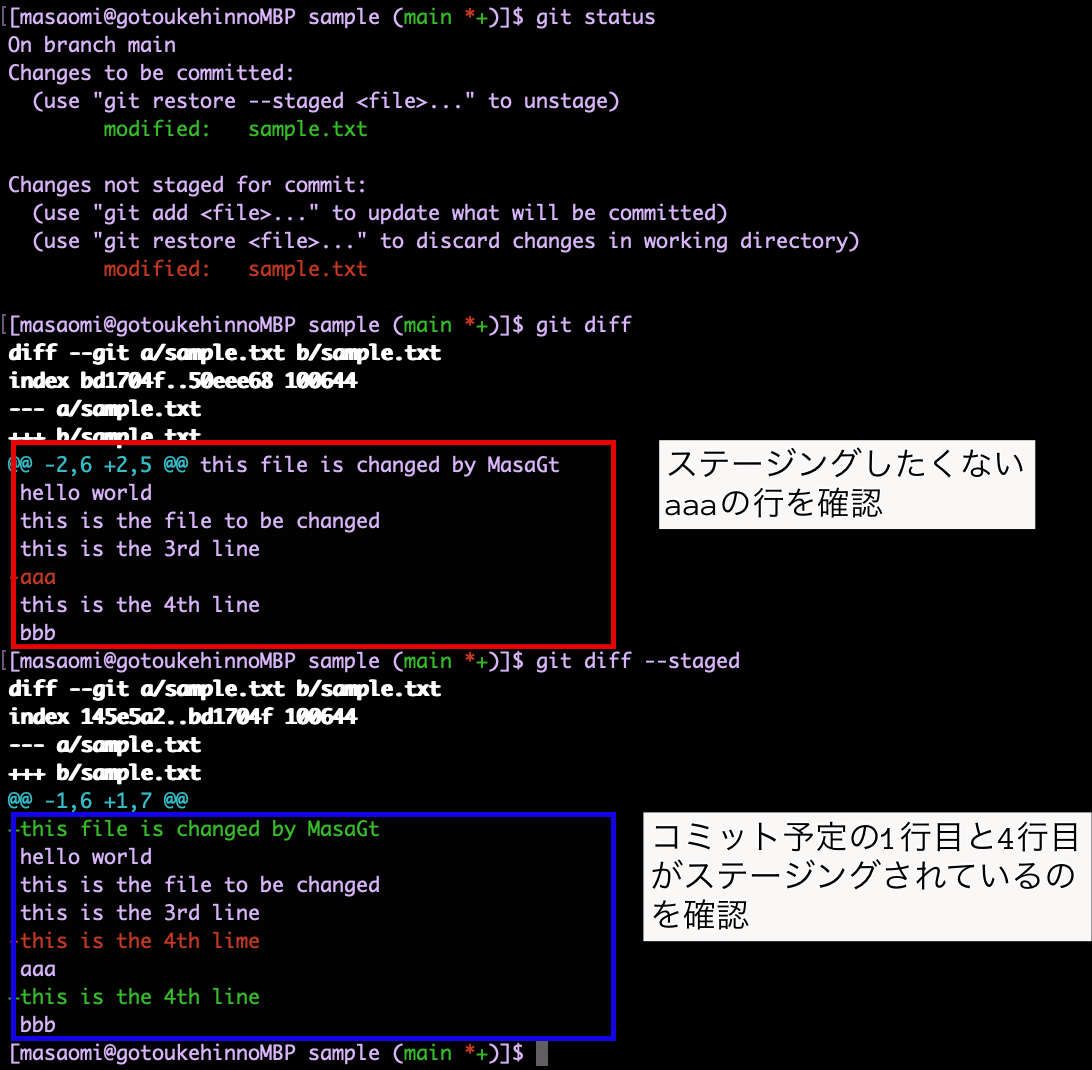 [[masaomi@gotoukehinnoMBP sample (main *+)]$ git status
On branch main
Changes to be committed:
  (use "git restore --staged <file>..." to unstage)
        modified:   sample.txt

Changes not staged for commit:
  (use "git add <file>..." to update what will be committed)
  (use "git restore <file>..." to discard changes in working directory)
        modified:   sample.txt

[[masaomi@gotoukehinnoMBP sample (main *+)]$ git diff
diff --git a/sample.txt b/sample.txt
index bd1704f..50eee68 100644
--- a/sample.txt
+++ b/sample.txt
@@ -2,6 +2,5 @@ this file is changed by MasaGt
 hello world
 this is the file to be changed
 this is the 3rd line
-aaa
 this is the 4th line
 bbb
ステージングしたくない
aaaの行を確認
[[masaomi@gotoukehinnoMBP sample (main *+)]$ git diff --staged
diff --git a/sample.txt b/sample.txt
index 145e5a2..bd1704f 100644
--- a/sample.txt
+++ b/sample.txt
@@ -1,6 +1,7 @@
+this file is changed by MasaGt
 hello world
 this is the file to be changed
 this is the 3rd line
-this is the 4th lime
 aaa
+this is the 4th line
 bbb
コミット予定の1行目と4行目
がステージングされているの
を確認
[masaomi@gotoukehinnoMBP sample (main *+)]$